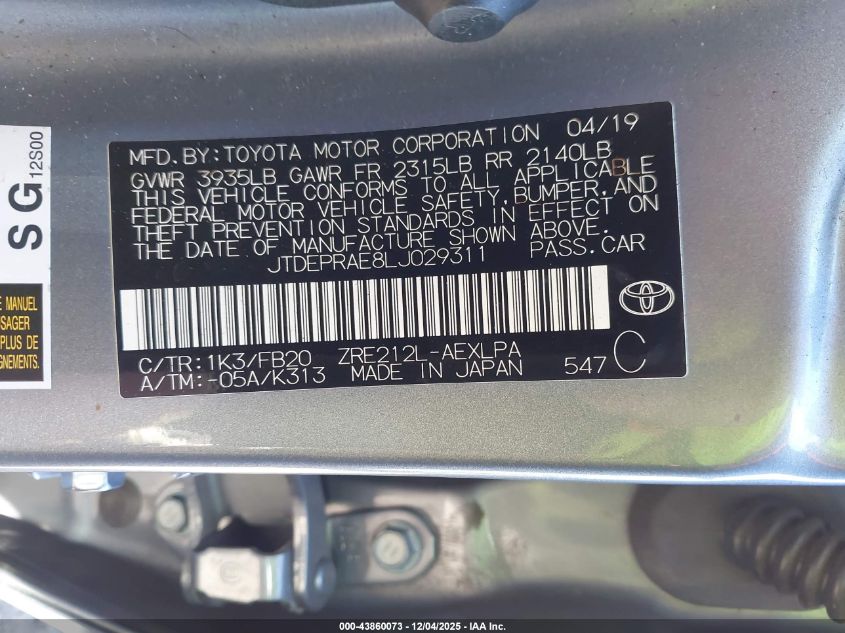 MFD.BY:TOYOTA MOTOR CORPORATION 04/19
GVWR 3935LB GAWR FR 2315LB RR 2140LB
THIS VEHICLE CONFORMS TO ALL APPLICABLE
FEDERAL MOTOR VEHICLE SAFETY, BUMPER, AND
THEFT PREVENTION STANDARDS IN EFFECT ON
THE DATE OF MANUFACTURE SHOWN ABOVE.
JTDEPRAE8LJ029311 PASS.CAR
C/TR:1K3/FB20 ZRE212L-AEXLPA
A/TM:-05A/K313 MADE IN JAPAN 547 C
SG 12S00
E MANUEL
SAGER
PLUS DE
GNEMENTS.
000-43860073 - 12/04/2025 - IAA Inc.